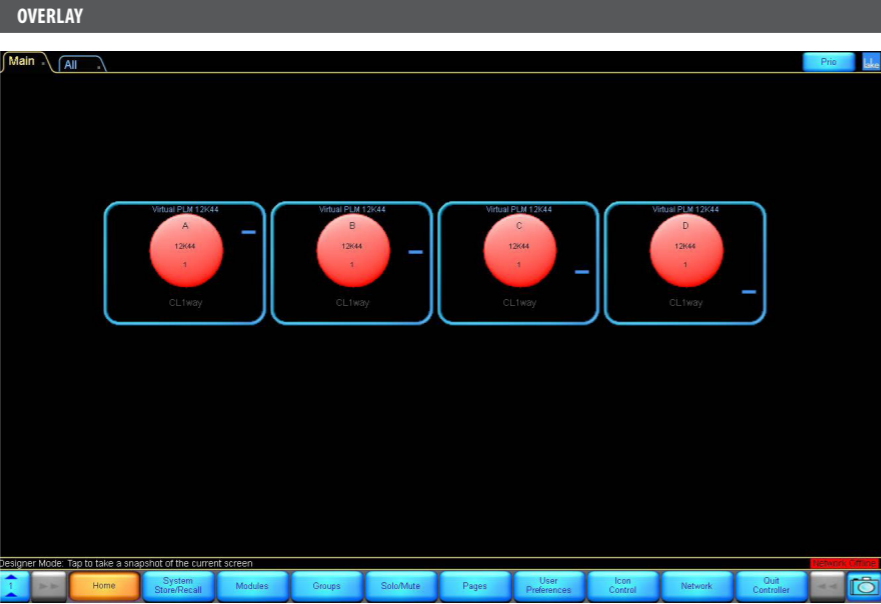 OVERLAY
Main
All
Prio
Lake
Virtual PLM 12K44
A
12K44
1
CL1way
Virtual PLM 12K44
B
12K44
1
CL1way
Virtual PLM 12K44
C
12K44
1
CL1way
Virtual PLM 12K44
D
12K44
1
CL1way
Designer Mode: Tap to take a snapshot of the current screen
Network Offline
1
Home
System
Store/Recall
Modules
Groups
Solo/Mute
Pages
User
Preferences
Icon
Control
Network
Quit
Controller